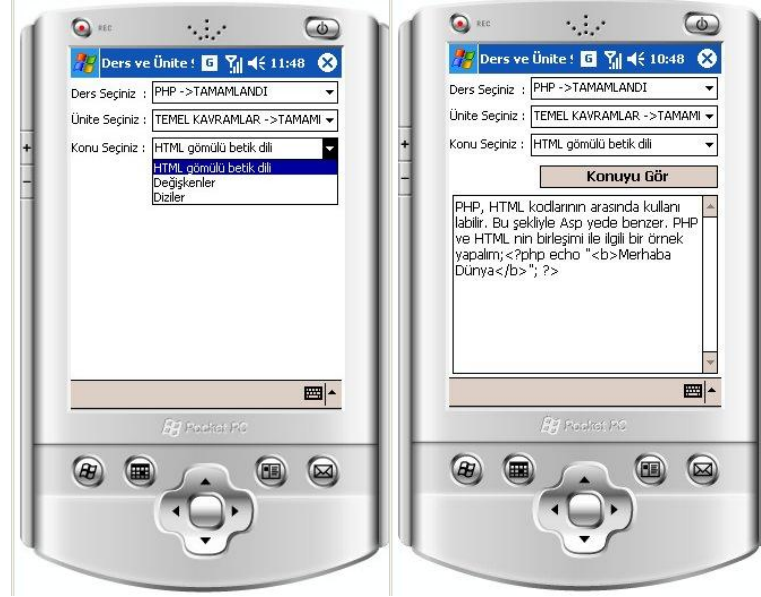 REC
Ders ve Ünite S
G
11:48
Ders Seçiniz : PHP ->TAMAMLANDI
Ünite Seçiniz : TEMEL KAVRAMLAR ->TAMAMI
Konu Seçiniz : HTML gömülü betik dili
HTML gömülü betik dili
Değişkenler
Diziler
Pocket PC
REC
Ders ve Ünite S
G
10:48
Ders Seçiniz : PHP ->TAMAMLANDI
Ünite Seçiniz : TEMEL KAVRAMLAR ->TAMAMI
Konu Seçiniz : HTML gömülü betik dili
Konuyu Gör
PHP, HTML kodlarının arasında kullanı
labilir. Bu şekliyle Asp yede benzer. PHP
ve HTML nin birleşimi ile ilgili bir örnek
yapalım;<?php echo "<b>Merhaba
Dünya</b>"; ?>
Pocket PC